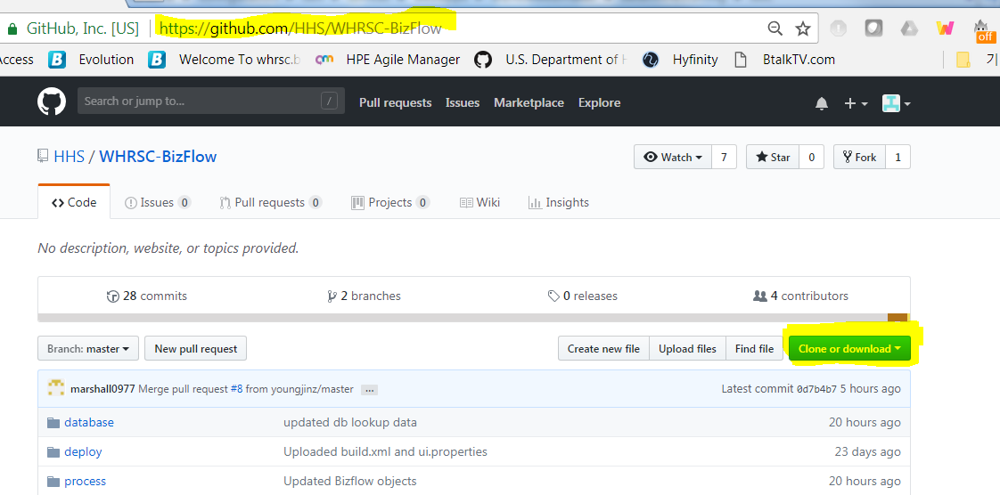 GitHub, Inc. [US] https://github.com/HHS/WHRSC-BizFlow off
Access Evolution Welcome To whrsc.b HPE Agile Manager U.S. Department of Hyfinity BtalkTV.com
Search or jump to... / Pull requests Issues Marketplace Explore
HHS / WHRSC-BizFlow Watch 7 Star 0 Fork 1
Code Issues 0 Pull requests 0 Projects 0 Wiki Insights
No description, website, or topics provided.
28 commits 2 branches 0 releases 4 contributors
Branch: master New pull request Create new file Upload files Find file Clone or download
marshall0977 Merge pull request #8 from youngjinz/master ... Latest commit 0d7b4b7 5 hours ago
database updated db lookup data 20 hours ago
deploy Uploaded build.xml and ui.properties 23 days ago
process Updated Bizflow objects 20 hours ago